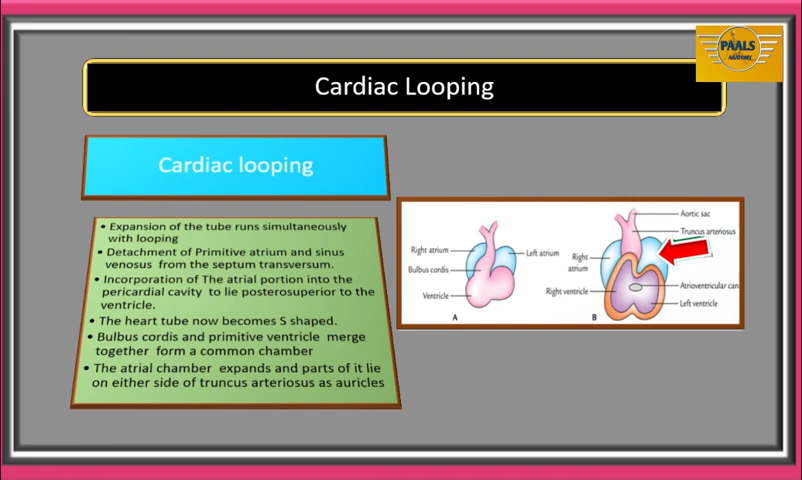 PAALS
ANATOMY
Cardiac Looping
Cardiac looping
• Expansion of the tube runs simultaneously
with looping
• Detachment of Primitive atrium and sinus
venosus from the septum transversum.
• Incorporation of The atrial portion into the
pericardial cavity to lie posterosuperior to the
ventricle.
• The heart tube now becomes S shaped.
• Bulbus cordis and primitive ventricle merge
together form a common chamber
• The atrial chamber expands and parts of it lie
on either side of truncus arteriosus as auricles
Right atrium
Left atrium
Bulbus cordis
Ventricle
A
Aortic sac
Truncus arteriosus
Right
atrium
Right ventricle
Atrioventricular can
Left ventricle
B